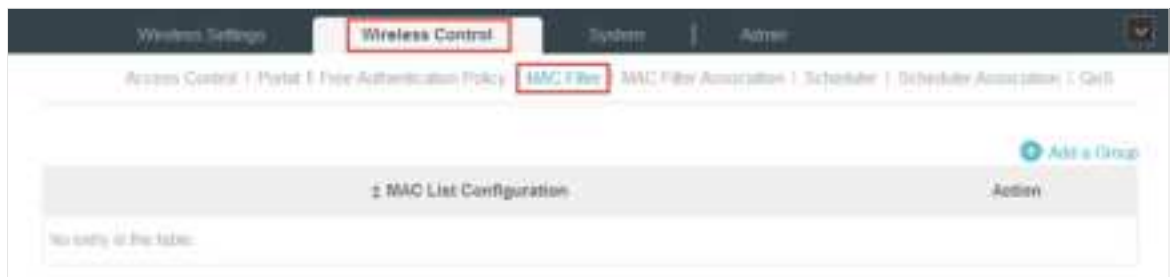 Wireless Settings Wireless Control System | Admin
Access Control | Portal | Free Authentication Policy | MAC Filter | MAC Filter Association | Scheduler | Scheduler Association | QoS
Add a Group
MAC List Configuration Action
No entry in the table.